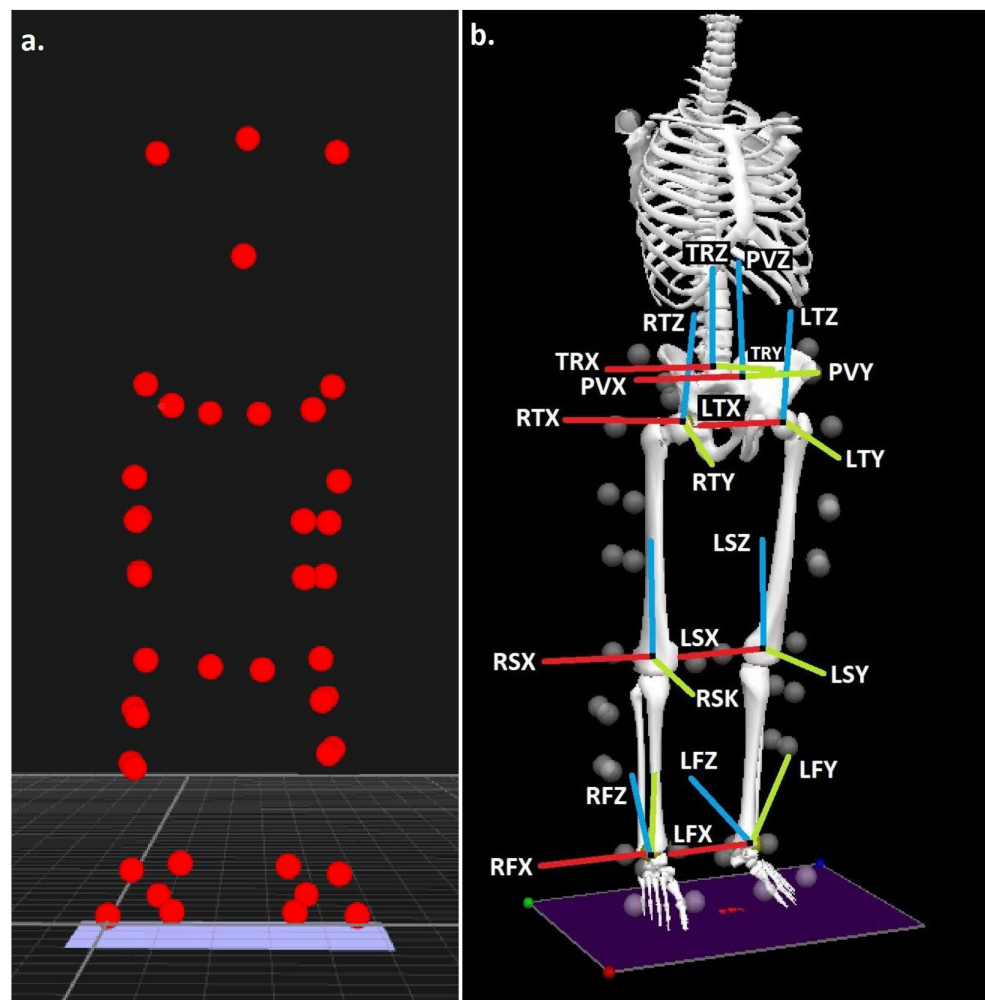 a.
b.
TRZ
PVZ
RTZ
LTZ
TRX
TRY
PVX
PVY
RTX
LTX
LTY
RTY
LSZ
LSX
RSX
LSY
RSK
LFZ
LFY
RFZ
LFX
RFX